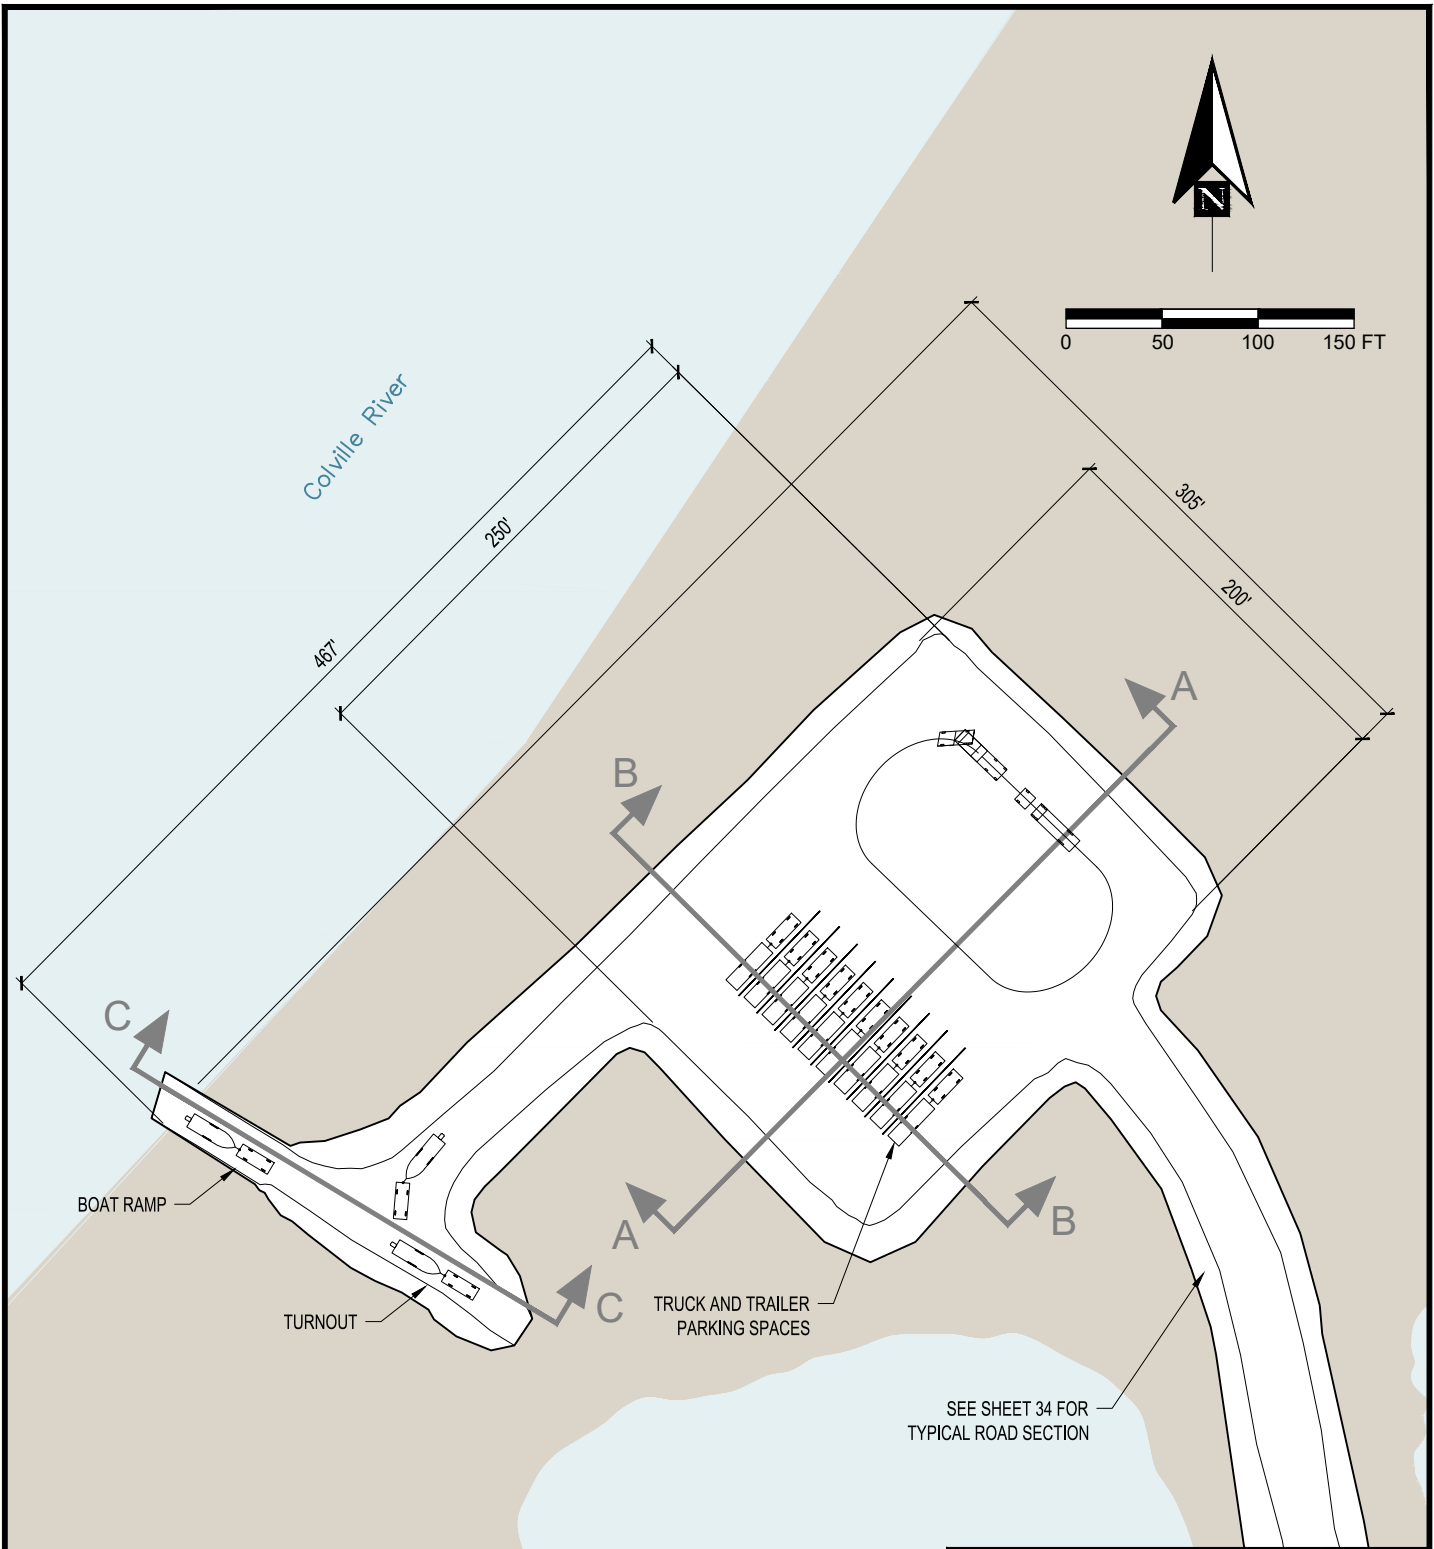 N
0 50 100 150 FT
Colville River
305'
250'
200'
467'
A
B
C
BOAT RAMP
A
B
C
TURNOUT
TRUCK AND TRAILER
PARKING SPACES
SEE SHEET 34 FOR
TYPICAL ROAD SECTION